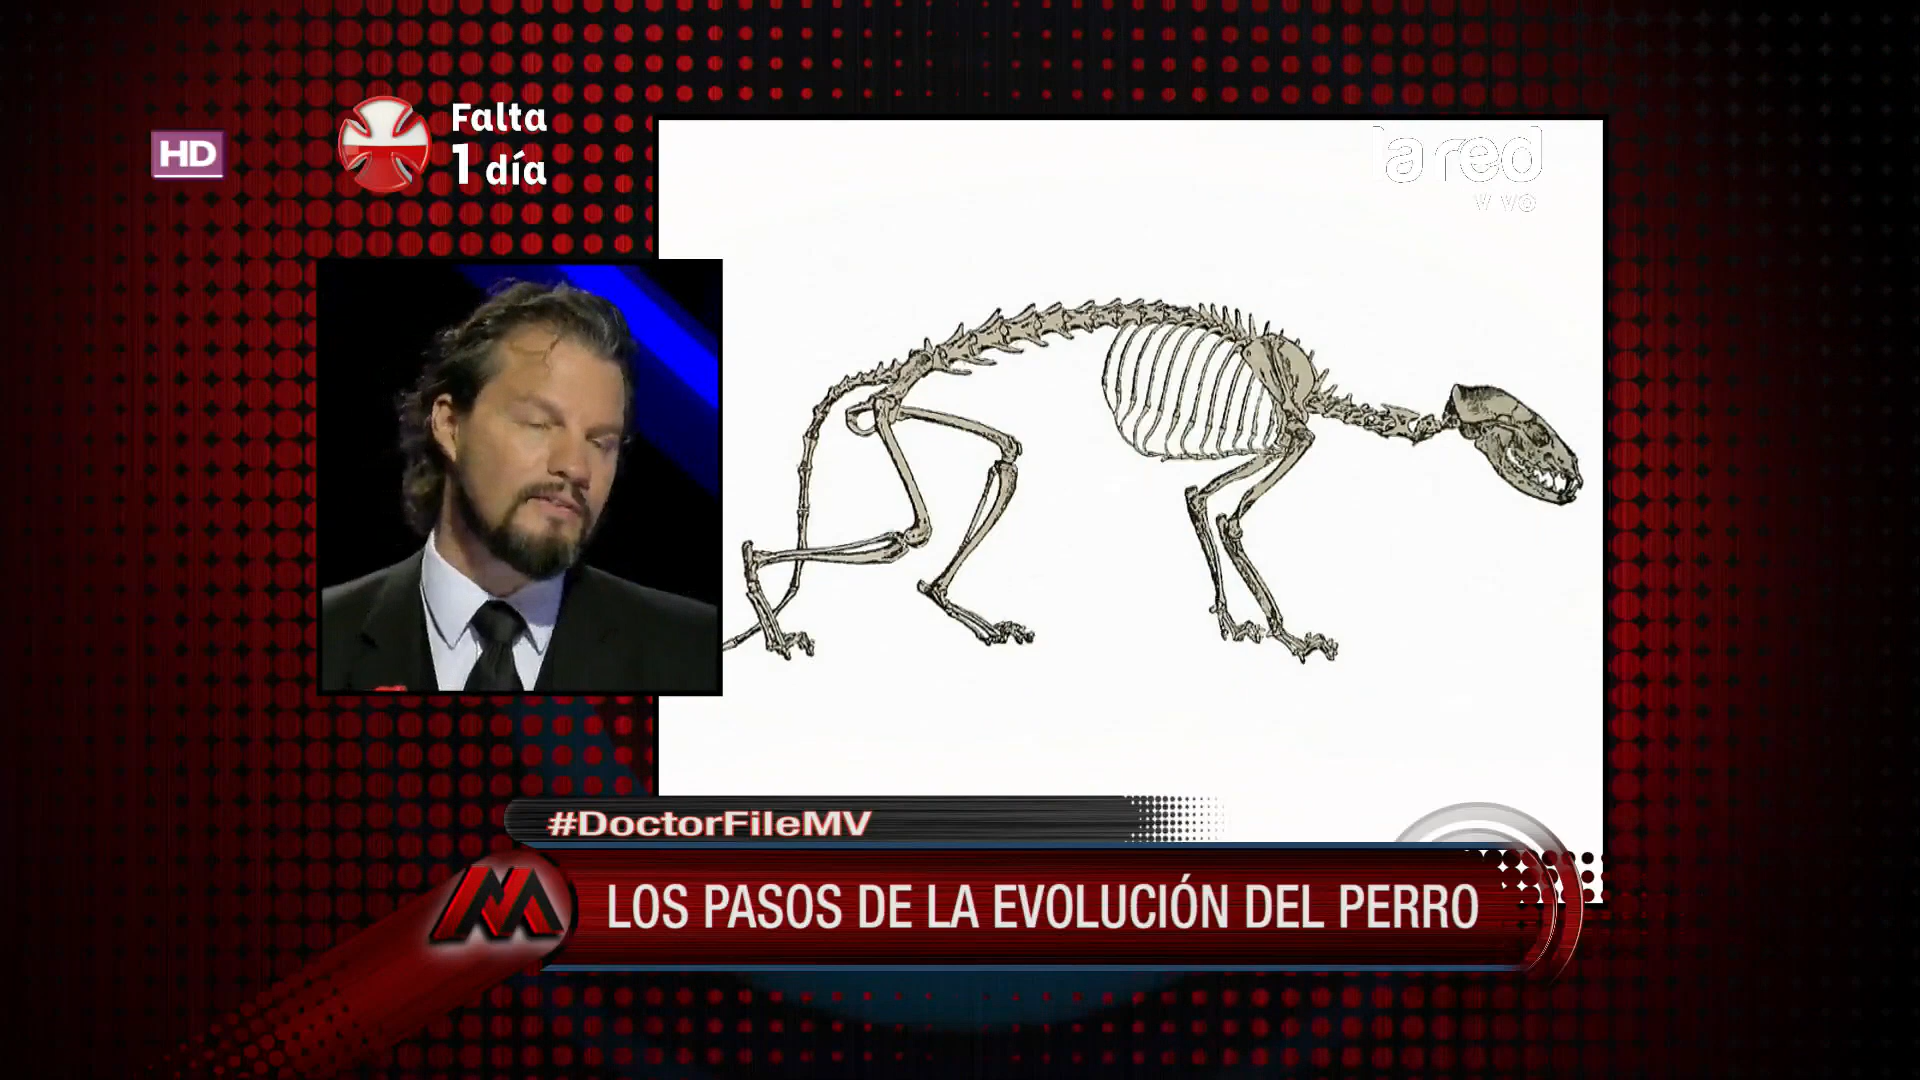 HD
Falta
1 día
la red
VIVO
#DoctorFileMV
LOS PASOS DE LA EVOLUCIÓN DEL PERRO